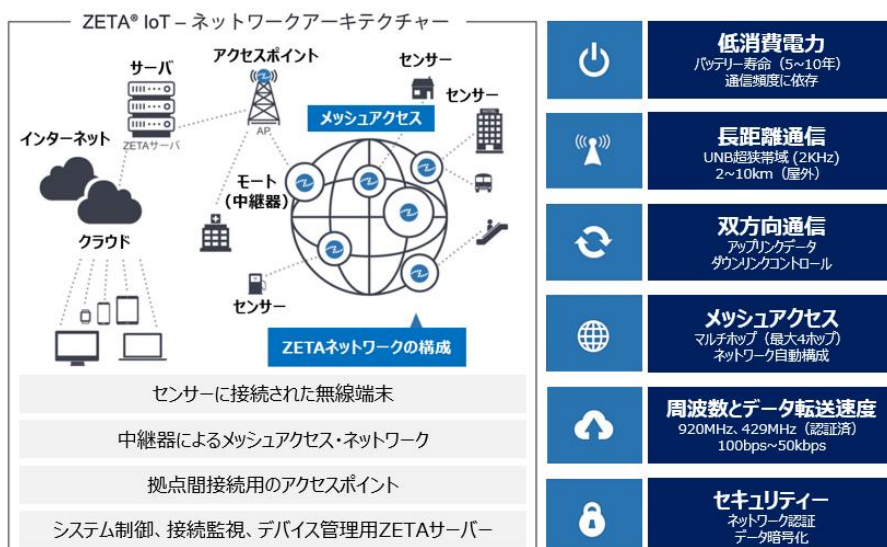 ZETA® IoT – ネットワークアーキテクチャー
アクセスポイント
サーバ
センサー
センサー
メッシュアクセス
インターネット
ZETAサーバ
AP
モート
(中継器)
クラウド
センサー
ZETAネットワークの構成
センサーに接続された無線端末
中継器によるメッシュアクセス・ネットワーク
拠点間接続用のアクセスポイント
システム制御、接続監視、デバイス管理用ZETAサーバー
低消費電力
バッテリー寿命（5~10年）
通信頻度に依存
長距離通信
UNB超狭帯域 (2KHz)
2~10km（屋外）
双方向通信
アップリンクデータ
ダウンリンクコントロール
メッシュアクセス
マルチホップ（最大4ホップ）
ネットワーク自動構成
周波数とデータ転送速度
920MHz、429MHz（認証済）
100bps~50kbps
セキュリティー
ネットワーク認証
データ暗号化